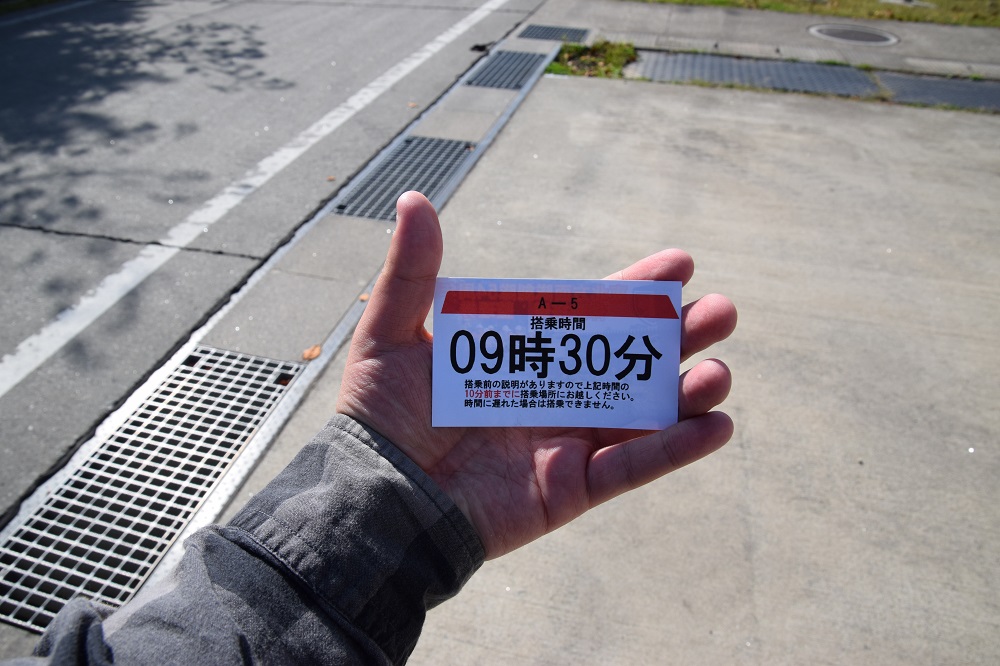 A－5
搭乗時間
09時30分
搭乗前の説明がありますので上記時間の
10分前までに搭乗場所にお越しください。
時間に遅れた場合は搭乗できません。